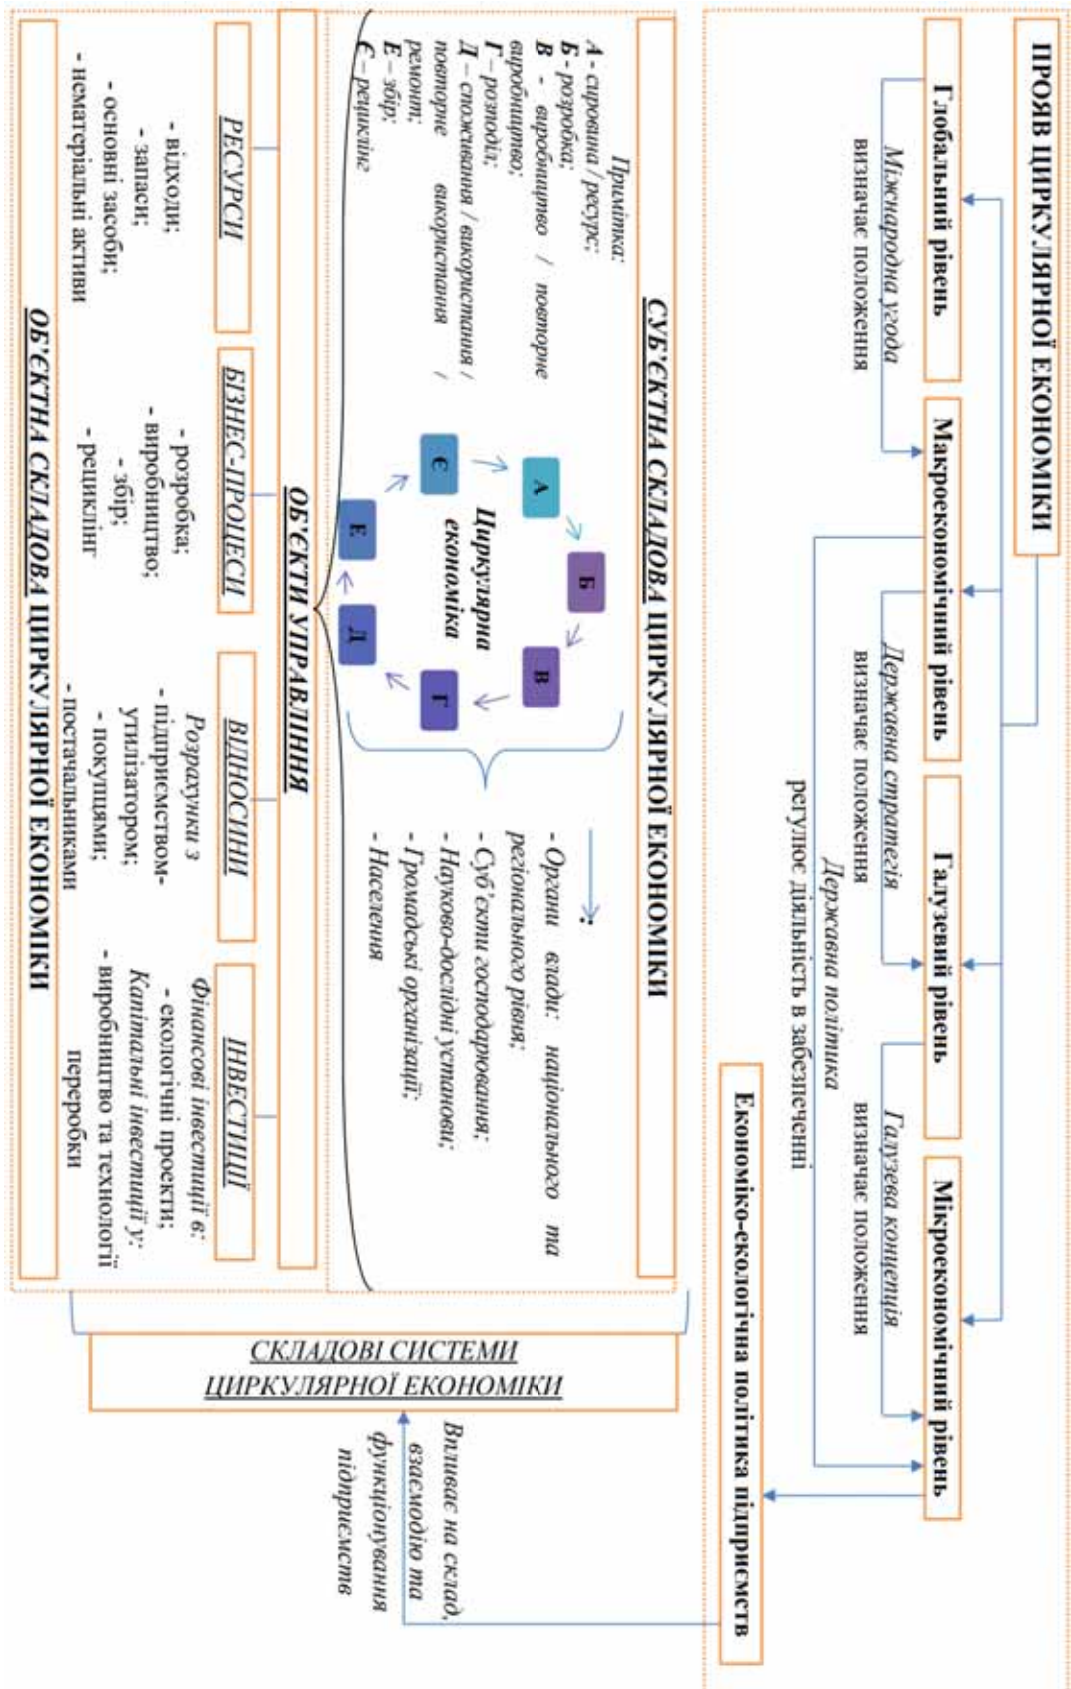 ПРОЯВ ЦИРКУЛЯРНОЇ ЕКОНОМІКИ
Глобальний рівень
Макроекономічний рівень
Галузевий рівень
Мікроекономічний рівень
Міжнародна угода
визначає положення
Державна стратегія
визначає положення
Галузева концепція
визначає положення
Державна політика
регулює діяльність в забезпеченні
Економіко-екологічна політика підприємств
СУБ'ЄКТНА СКЛАДОВА ЦИРКУЛЯРНОЇ ЕКОНОМІКИ
Примітка:
А - сировина / ресурс;
Б - розробка;
В - виробництво / повторне
виробництво;
Г – розподіл;
Д – споживання / використання /
повторне використання /
ремонт;
Е – збір;
Є – рециклінг
А
Б
В
Г
Д
Е
Є
Циркулярна
економіка
:
- Органи влади: національного та
регіонального рівня;
- Суб'єкти господарювання;
- Науково-дослідні установи;
- Громадські організації;
- Населення
ОБ'ЄКТИ УПРАВЛІННЯ
РЕСУРСИ
- відходи;
- запаси;
- основні засоби;
- нематеріальні активи
БІЗНЕС-ПРОЦЕСИ
- розробка;
- виробництво;
- збір;
- рециклінг
ВІДНОСИНИ
Розрахунки з
- підприємством-
утилізатором;
- покупцями;
- постачальниками
ІНВЕСТИЦІЇ
Фінансові інвестиції в:
- екологічні проекти;
Капітальні інвестиції у:
- виробництво та технології
переробки
ОБ'ЄКТНА СКЛАДОВА ЦИРКУЛЯРНОЇ ЕКОНОМІКИ
СКЛАДОВІ СИСТЕМИ
ЦИРКУЛЯРНОЇ ЕКОНОМІКИ
Впливає на склад,
взаємодію та
функціонування
підприємств